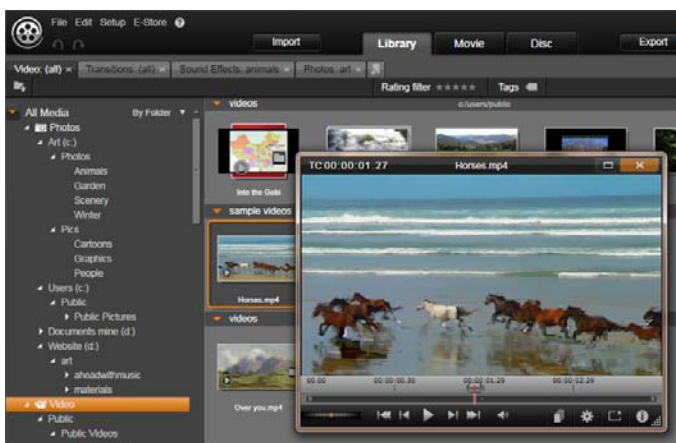 File Edit Setup E-Store ?
Import Library Movie Disc Export
Video: (all) × Transitions: (all) × Sound Effects: animals × Photos: art ×
Rating filter Tags
All Media By Folder
videos c:/users/public
Photos
Art (c:)
Photos
Animals
Garden
Scenery
Winter
Pics
Cartoons
Graphics
People
Users (c:)
Public
Public Pictures
Documents mine (d:)
Website (d:)
art
aheadwithmusic
materials
Video
Public
Public Videos
Into the Gobi
sample videos
Horses.mp4
videos
Over you.mp4
TC 00:00:01.27 Horses.mp4
00.00 00:00:00.30 00:00:01.29 00:00:02.29